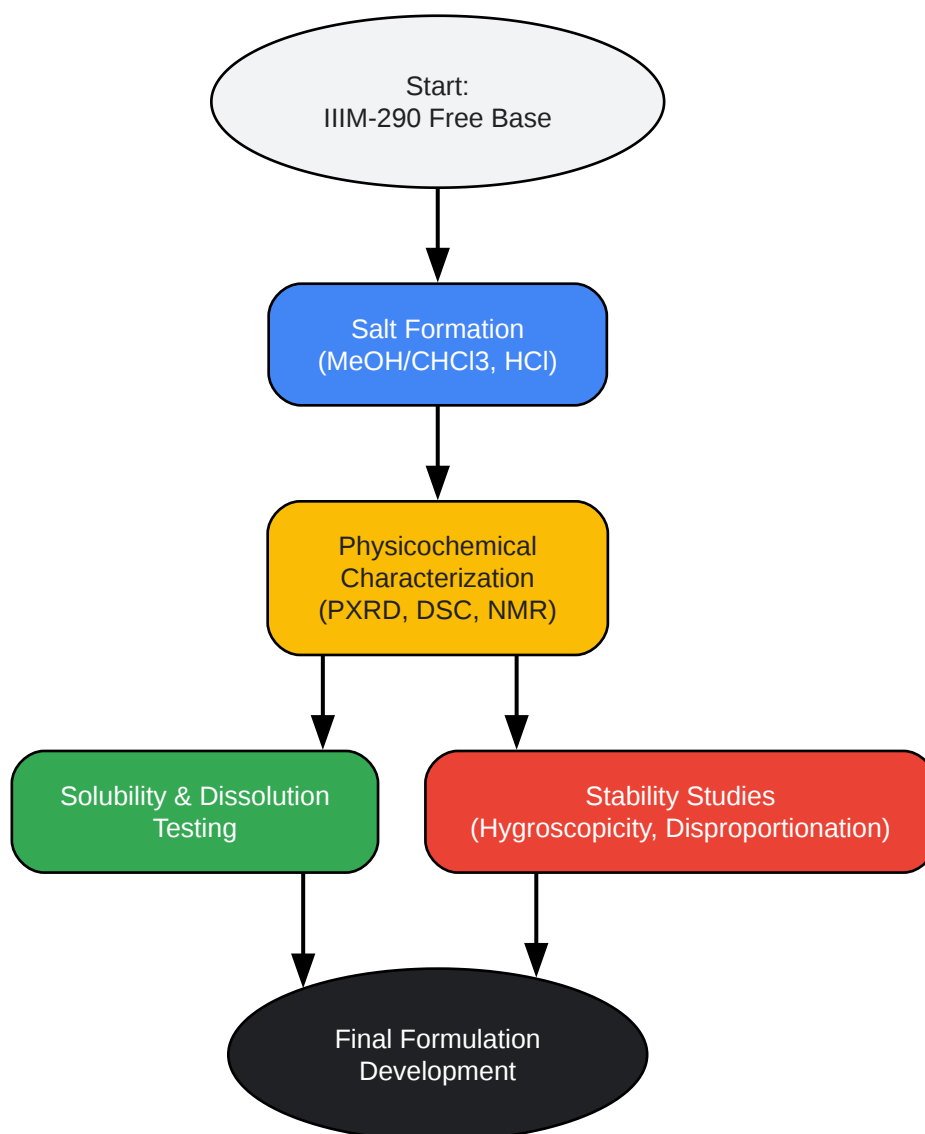 Start:
IIIM-290 Free Base
Salt Formation
(MeOH/CHCl3, HCl)
Physicochemical
Characterization
(PXRD, DSC, NMR)
Solubility & Dissolution
Testing
Stability Studies
(Hygroscopicity, Disproportionation)
Final Formulation
Development